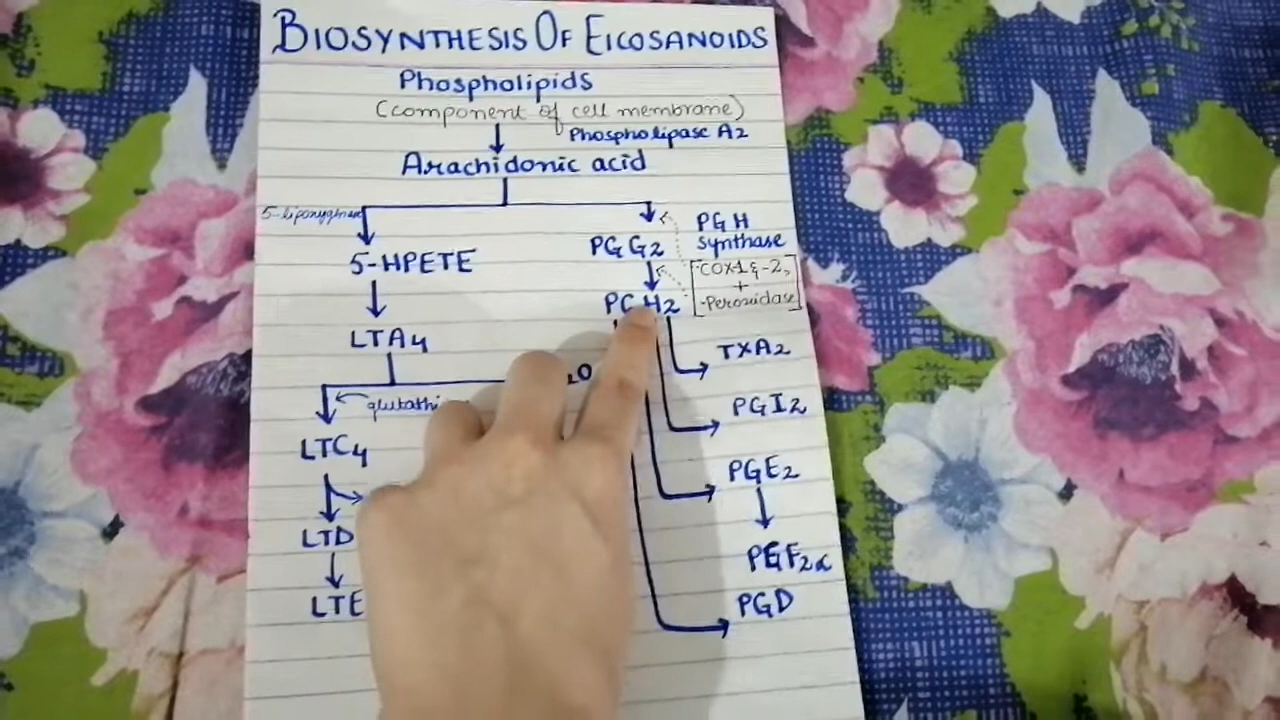 BIOSYNTHESIS OF EICOSANOIDS
Phospholipids
(component of cell membrane)
Phospholipase A2
Arachidonic acid
5-lipoxygenase
PGH
synthase
PGG2
5-HPETE
[COX1 & -2,
+
-Peroxidase]
PGH2
LTA4
TXA2
20
PGI2
LTC4
PGE2
LTD
PGF2α
LTE
PGD